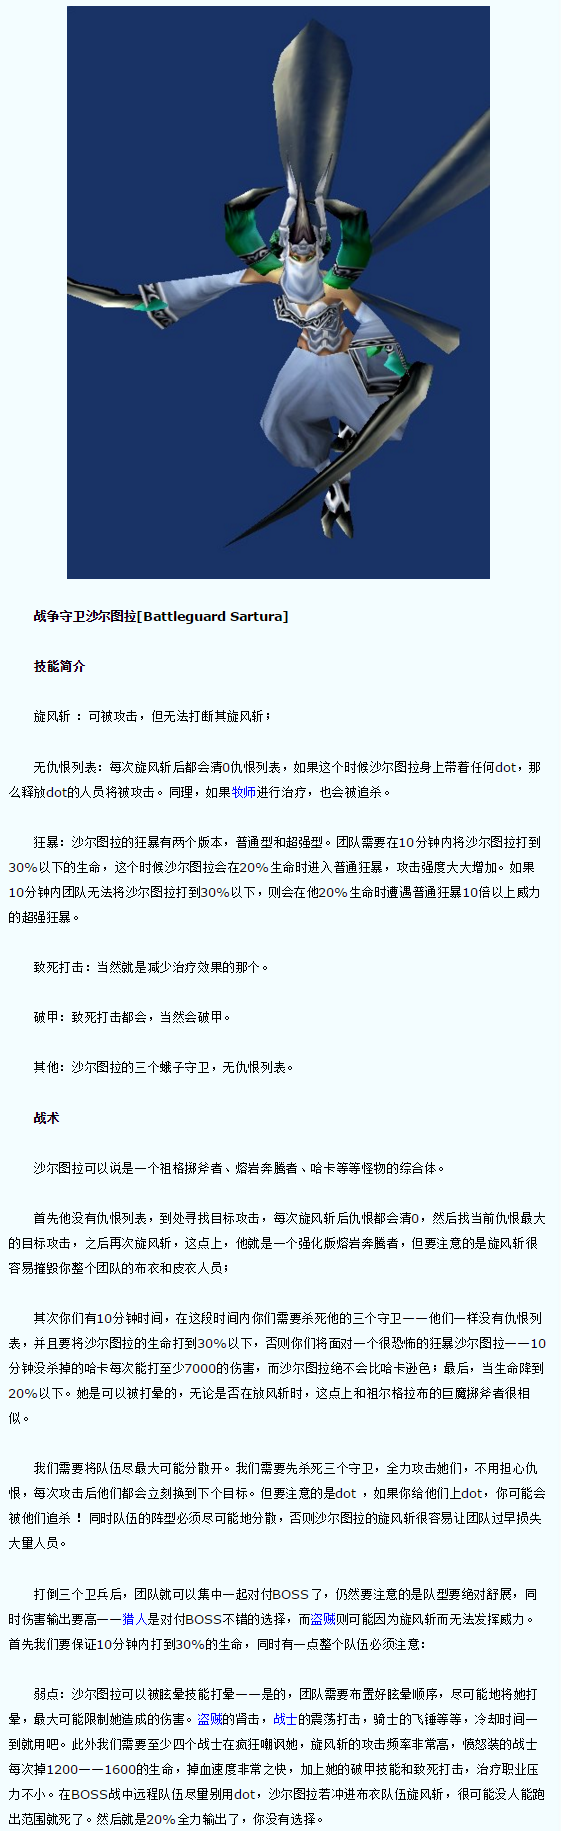 战争守卫沙尔图拉[Battleguard Sartura]
技能简介
旋风斩 ：可被攻击，但无法打断其旋风斩；
无仇恨列表：每次旋风斩后都会清0仇恨列表，如果这个时候沙尔图拉身上带着任何dot，那
么释放dot的人员将被攻击。同理，如果牧师进行治疗，也会被追杀。
狂暴：沙尔图拉的狂暴有两个版本，普通型和超强型。团队需要在10分钟内将沙尔图拉打到
30%以下的生命，这个时候沙尔图拉会在20%生命时进入普通狂暴，攻击强度大大增加。如果
10分钟内团队无法将沙尔图拉打到30%以下，则会在他20%生命时遭遇普通狂暴10倍以上威力
的超强狂暴。
致死打击：当然就是减少治疗效果的那个。
破甲：致死打击都会，当然会破甲。
其他：沙尔图拉的三个蛾子守卫，无仇恨列表。
战术
沙尔图拉可以说是一个祖格掷斧者、熔岩奔腾者、哈卡等等怪物的综合体。
首先他没有仇恨列表，到处寻找目标攻击，每次旋风斩后仇恨都会清0，然后找当前仇恨最大
的目标攻击，之后再次旋风斩，这点上，他就是一个强化版熔岩奔腾者，但要注意的是旋风斩很
容易摧毁你整个团队的布衣和皮衣人员；
其次你们有10分钟时间，在这段时间内你们需要杀死他的三个守卫——他们一样没有仇恨列
表，并且要将沙尔图拉的生命打到30%以下，否则你们将面对一个很恐怖的狂暴沙尔图拉——10
分钟没杀掉的哈卡每次能打至少7000的伤害，而沙尔图拉绝不会比哈卡逊色；最后，当生命降到
20%以下。她是可以被打晕的，无论是否在放风斩时，这点上和祖尔格拉布的巨魔掷斧者很相
似。
我们需要将队伍尽最大可能分散开。我们需要先杀死三个守卫，全力攻击她们，不用担心仇
恨，每次攻击后他们都会立刻换到下个目标。但要注意的是dot ，如果你给他们上dot，你可能会
被他们追杀 ！同时队伍的阵型必须尽可能地分散，否则沙尔图拉的旋风斩很容易让团队过早损失
大量人员。
打倒三个卫兵后，团队就可以集中一起对付BOSS了，仍然要注意的是队型要绝对舒展，同
时伤害输出要高——猎人是对付BOSS不错的选择，而盗贼则可能因为旋风斩而无法发挥威力。
首先我们要保证10分钟内打到30%的生命，同时有一点整个队伍必须注意：
弱点：沙尔图拉可以被眩晕技能打晕——是的，团队需要布置好眩晕顺序，尽可能地将她打
晕，最大可能限制她造成的伤害。盗贼的肾击，战士的震荡打击，骑士的飞锤等等，冷却时间一
到就用吧。此外我们需要至少四个战士在疯狂嘲讽她，旋风斩的攻击频率非常高，愤怒装的战士
每次掉1200——1600的生命，掉血速度非常之快，加上她的破甲技能和致死打击，治疗职业压
力不小。在BOSS战中远程队伍尽量别用dot，沙尔图拉若冲进布衣队伍旋风斩，很可能没人能跑
出范围就死了。然后就是20%全力输出了，你没有选择。